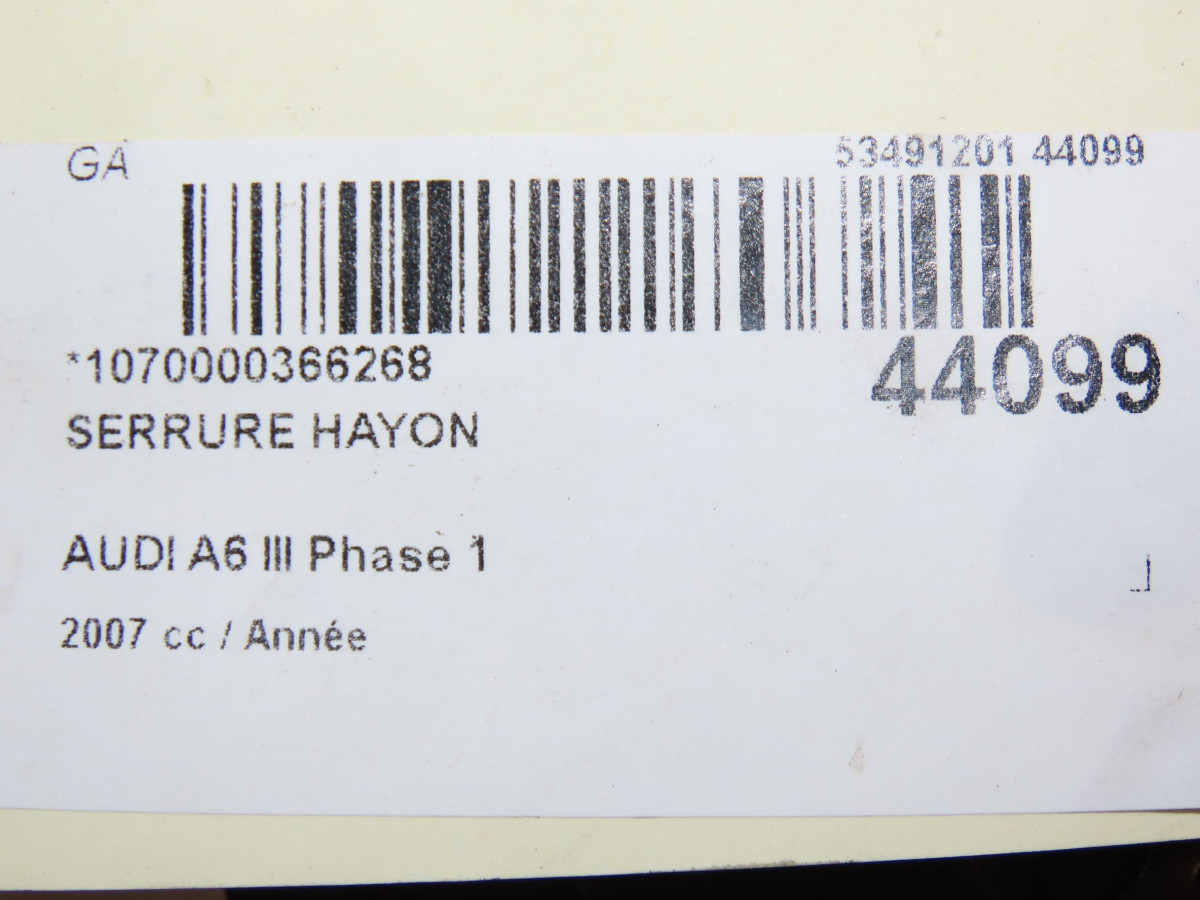 GA
53491201 44099
*1070000366268
44099
SERRURE HAYON
AUDI A6 III Phase 1
2007 cc / Année